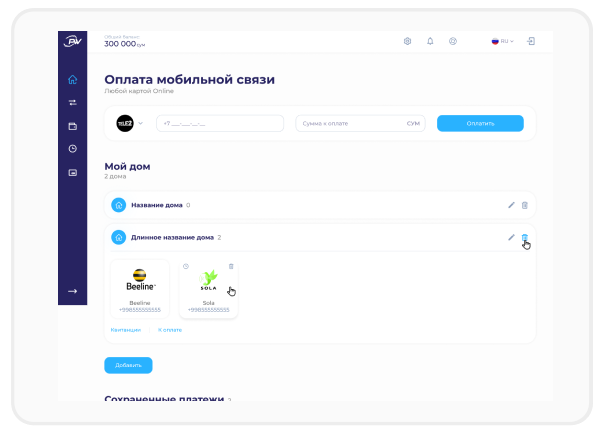 PW
Общий баланс
300 000 сум
RU
Оплата мобильной связи
Любой картой Online
TELE2
+7 ___-___-__-__
Сумма к оплате
СУМ
Оплатить
Мой дом
2 дома
Название дома 0
Длинное название дома 2
Beeline
SOLA
Beeline
Sola
+998555555555
+998555555555
Квитанции
К оплате
Добавить
Сохраненные платежи